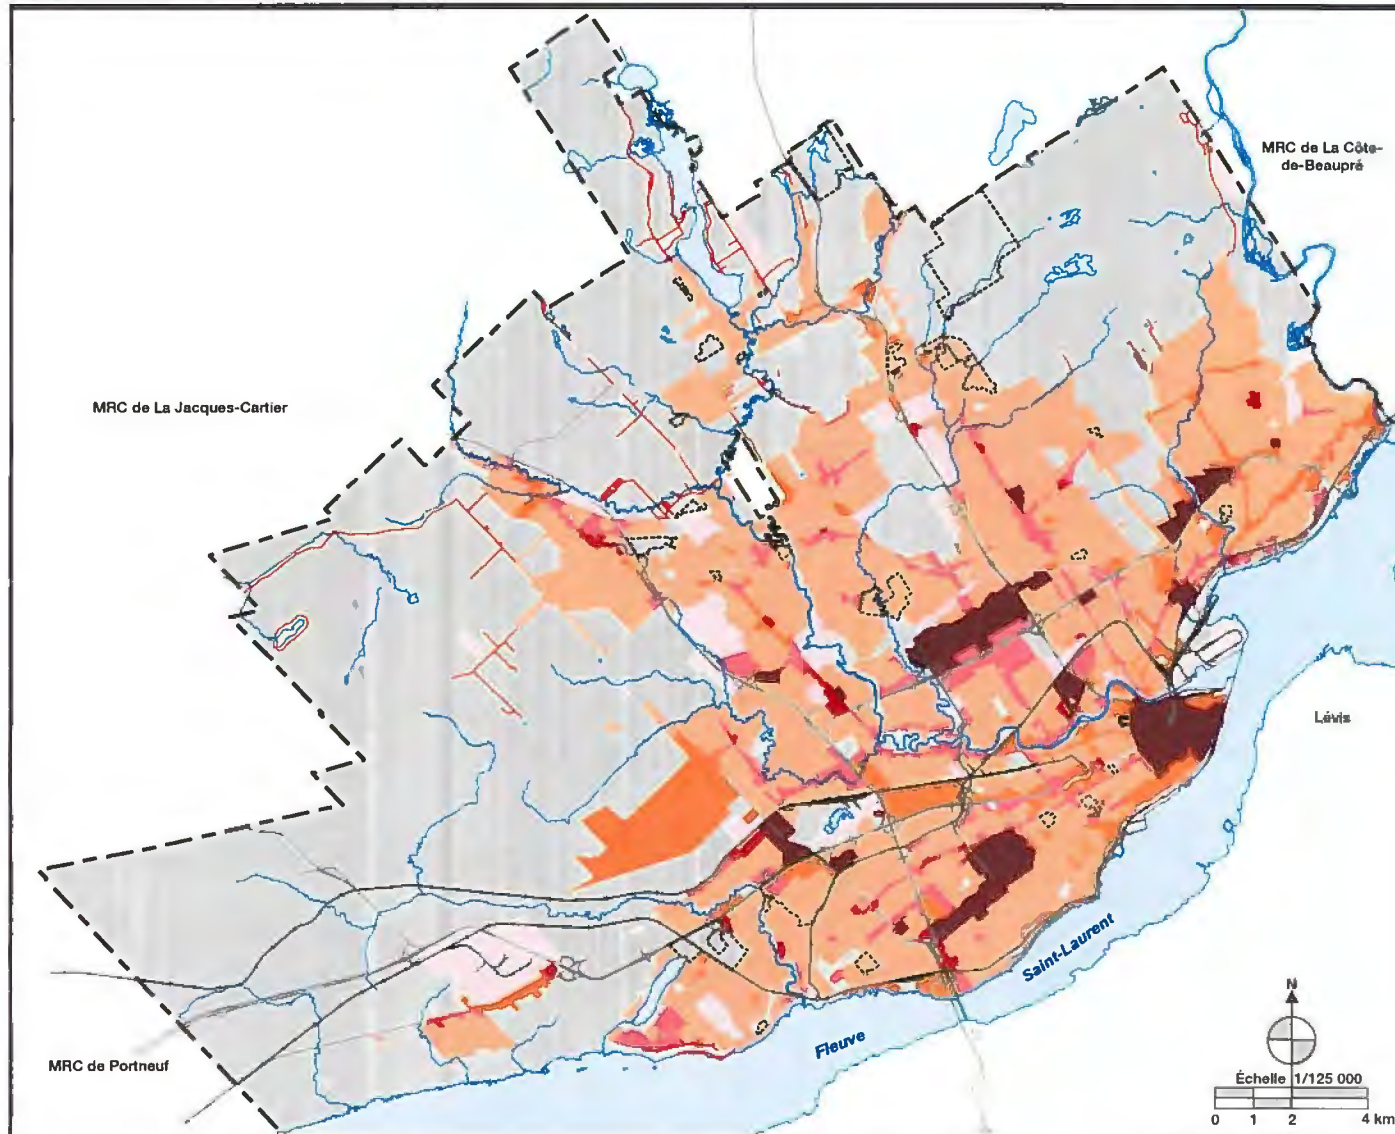 MRC de La Côte-
de-Beaupré
MRC de La Jacques-Cartier
Lévis
Saint-Laurent
Fleuve
MRC de Portneuf
N
Échelle 1/125 000
0 1 2 4 km